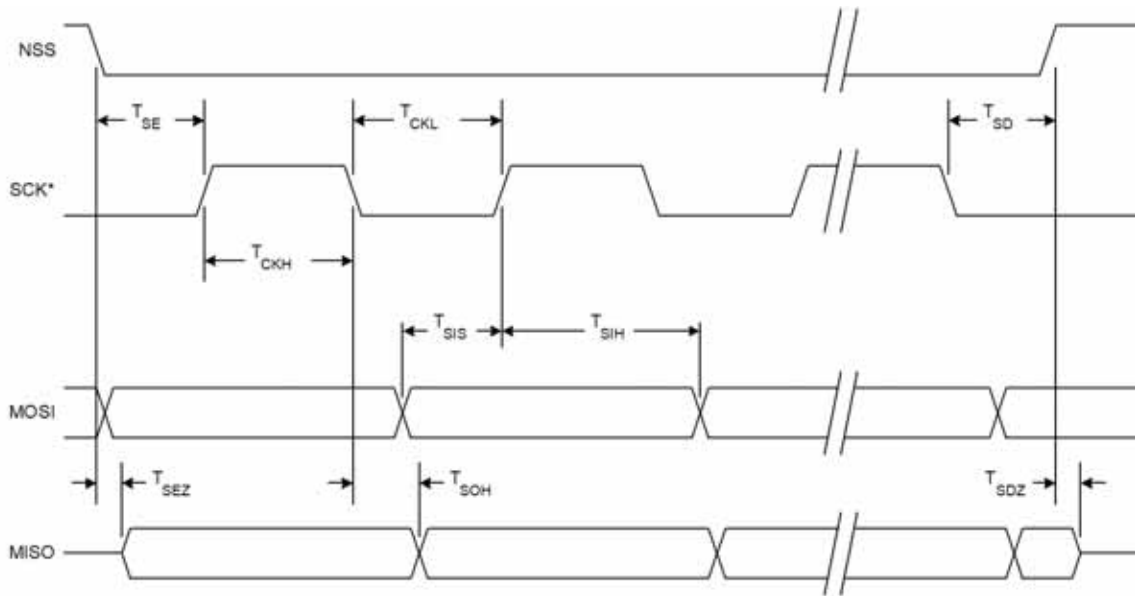 NSS
TSE
TCKL
TSD
SCK*
TCKH
TSIS
TSIH
MOSI
TSEZ
TSOH
TSDZ
MISO